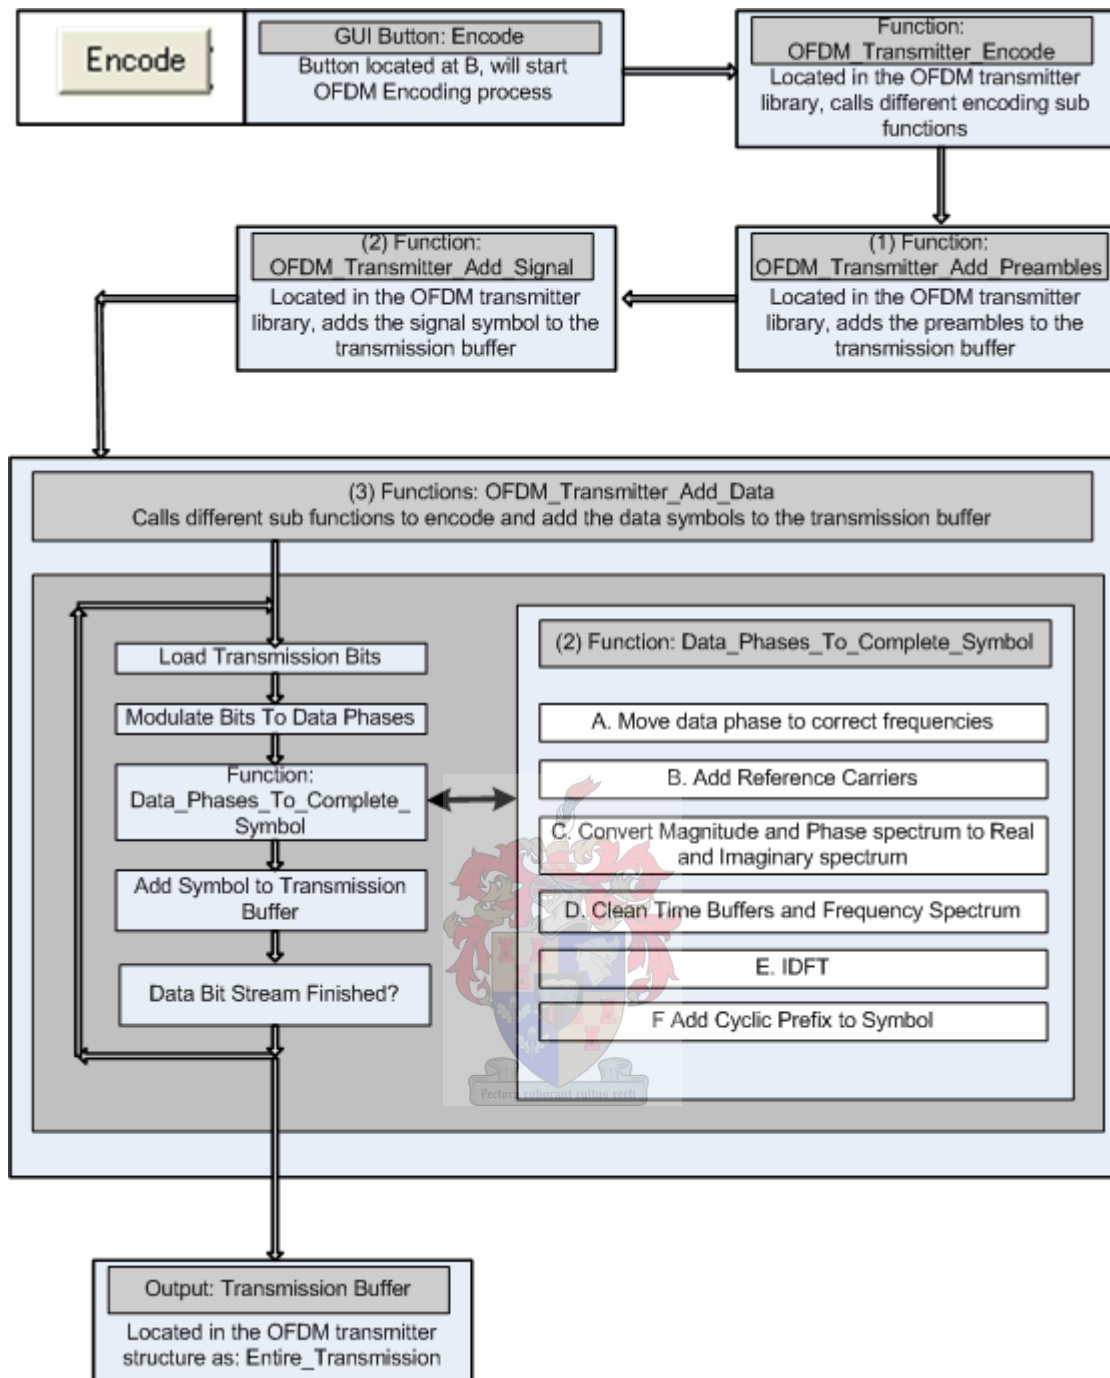 Encode
GUI Button: Encode
Button located at B, will start
OFDM Encoding process
Function:
OFDM_Transmitter_Encode
Located in the OFDM transmitter
library, calls different encoding sub
functions
(1) Function:
OFDM_Transmitter_Add_Preambles
Located in the OFDM transmitter
library, adds the preambles to the
transmission buffer
(2) Function:
OFDM_Transmitter_Add_Signal
Located in the OFDM transmitter
library, adds the signal symbol to the
transmission buffer
(3) Functions: OFDM_Transmitter_Add_Data
Calls different sub functions to encode and add the data symbols to the transmission buffer
Load Transmission Bits
Modulate Bits To Data Phases
Function:
Data_Phases_To_Complete_
Symbol
Add Symbol to Transmission
Buffer
Data Bit Stream Finished?
(2) Function: Data_Phases_To_Complete_Symbol
A. Move data phase to correct frequencies
B. Add Reference Carriers
C. Convert Magnitude and Phase spectrum to Real
and Imaginary spectrum
D. Clean Time Buffers and Frequency Spectrum
E. IDFT
F Add Cyclic Prefix to Symbol
Pectora roborant cultus recti
Output: Transmission Buffer
Located in the OFDM transmitter
structure as: Entire_Transmission